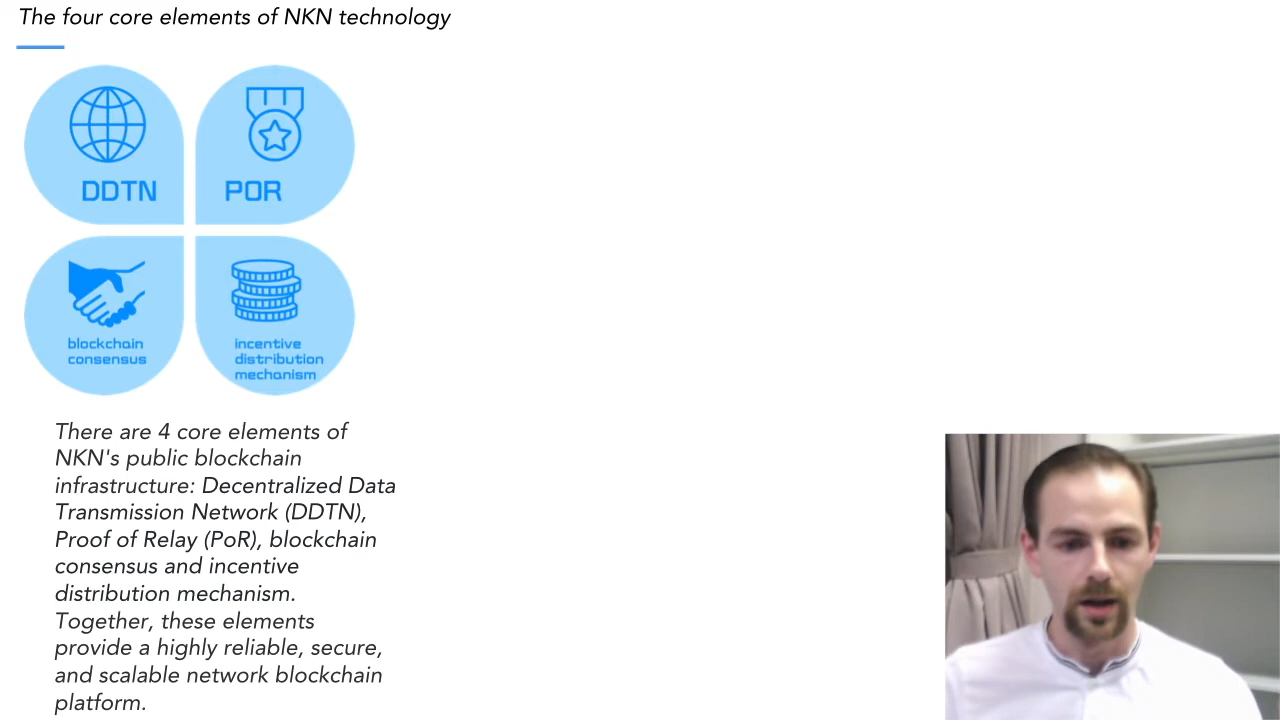 The four core elements of NKN technology
DDTN
POR
blockchain
consensus
incentive
distribution
mechanism
There are 4 core elements of
NKN's public blockchain
infrastructure: Decentralized Data
Transmission Network (DDTN),
Proof of Relay (PoR), blockchain
consensus and incentive
distribution mechanism.
Together, these elements
provide a highly reliable, secure,
and scalable network blockchain
platform.